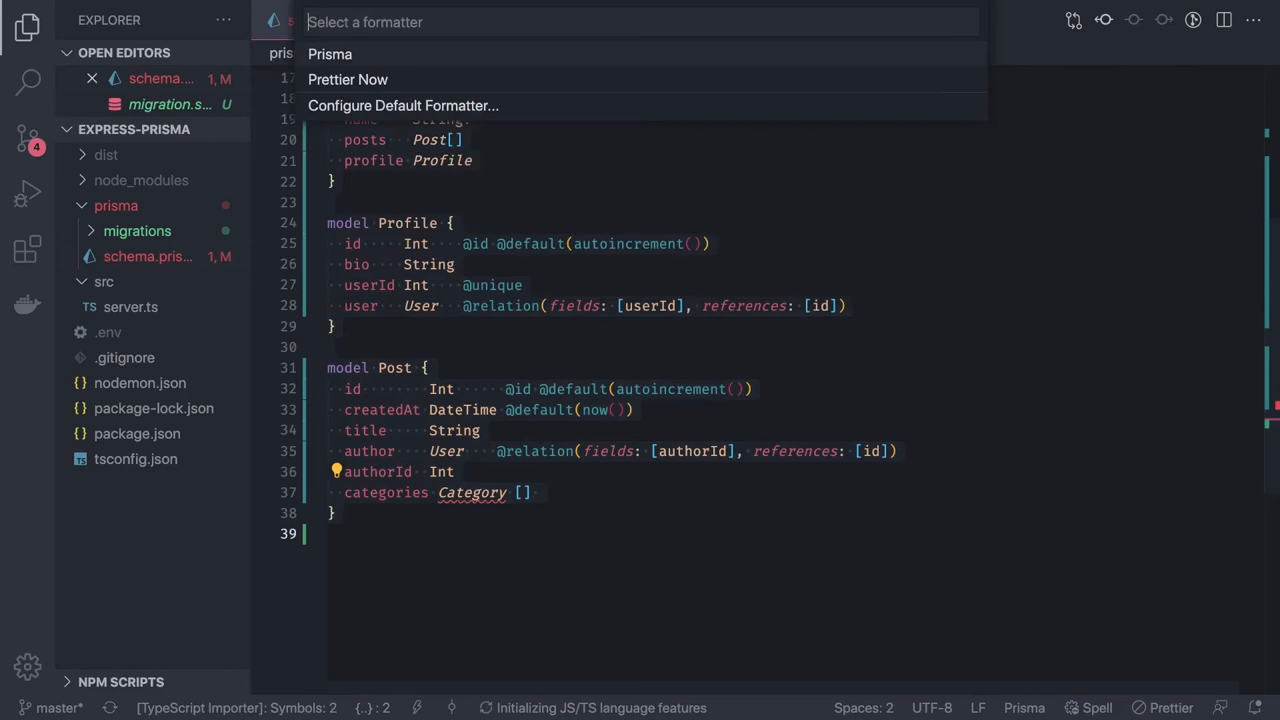 EXPLORER
OPEN EDITORS
schema.... 1, M
migration.s... U
EXPRESS-PRISMA
dist
node_modules
prisma
migrations
schema.pris... 1, M
src
TS server.ts
.env
.gitignore
{} nodemon.json
{} package-lock.json
{} package.json
TS tsconfig.json
NPM SCRIPTS
4
Select a formatter
Prisma
Prettier Now
Configure Default Formatter...
17
18
19
20 posts Post[]
21 profile Profile
22 }
23
24 model Profile {
25 id Int @id @default(autoincrement())
26 bio String
27 userId Int @unique
28 user User @relation(fields: [userId], references: [id])
29 }
30
31 model Post {
32 id Int @id @default(autoincrement())
33 createdAt DateTime @default(now())
34 title String
35 author User @relation(fields: [authorId], references: [id])
36 authorId Int
37 categories Category []
38 }
39
master* [TypeScript Importer]: Symbols: 2 {..} : 2 Initializing JS/TS language features Spaces: 2 UTF-8 LF Prisma Spell Prettier